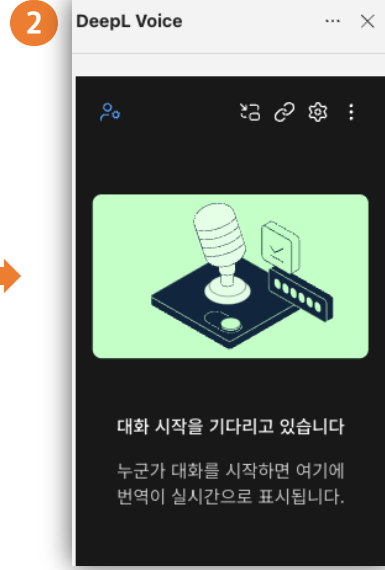 2
DeepL Voice
대화 시작을 기다리고 있습니다
누군가 대화를 시작하면 여기에
번역이 실시간으로 표시됩니다.